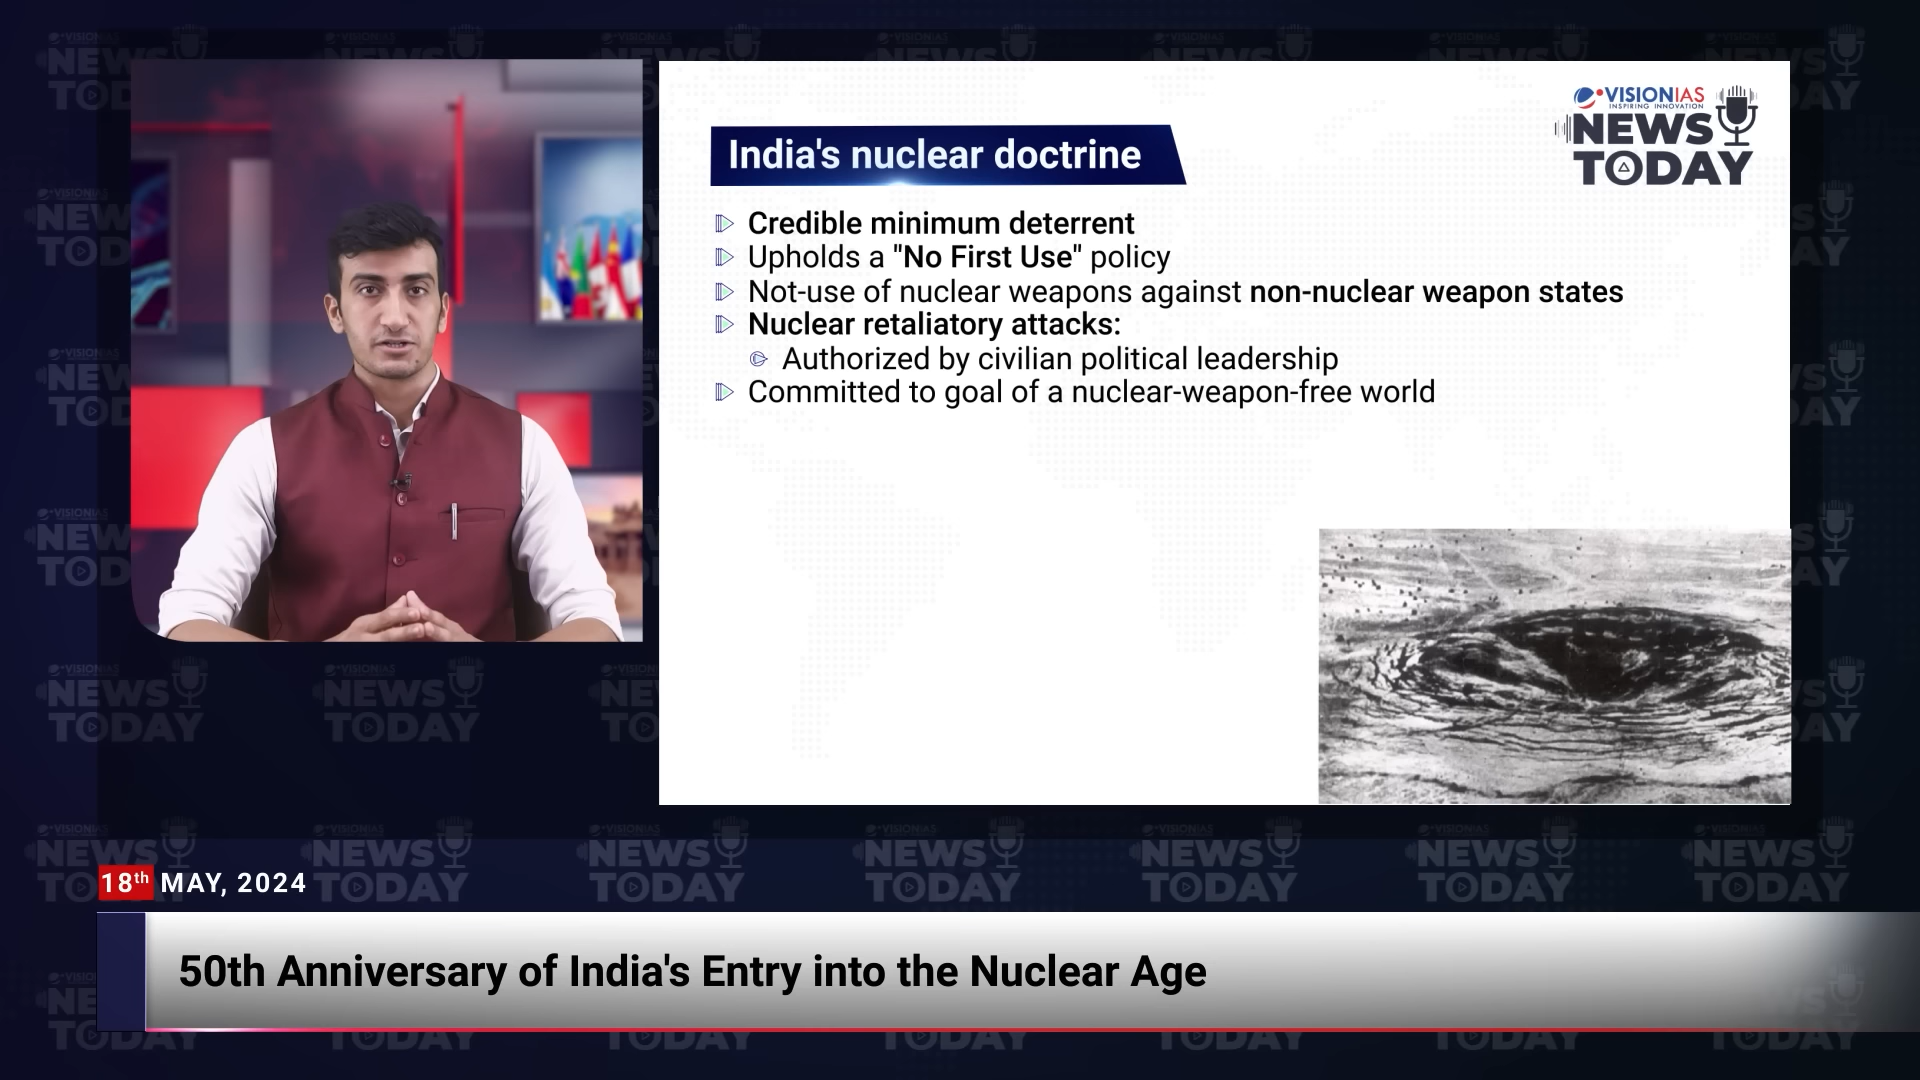 VISIONIAS
INSPIRING INNOVATION
NEWS
TODAY
India's nuclear doctrine
Credible minimum deterrent
Upholds a "No First Use" policy
Not-use of nuclear weapons against non-nuclear weapon states
Nuclear retaliatory attacks:
Authorized by civilian political leadership
Committed to goal of a nuclear-weapon-free world
18th MAY, 2024
50th Anniversary of India's Entry into the Nuclear Age